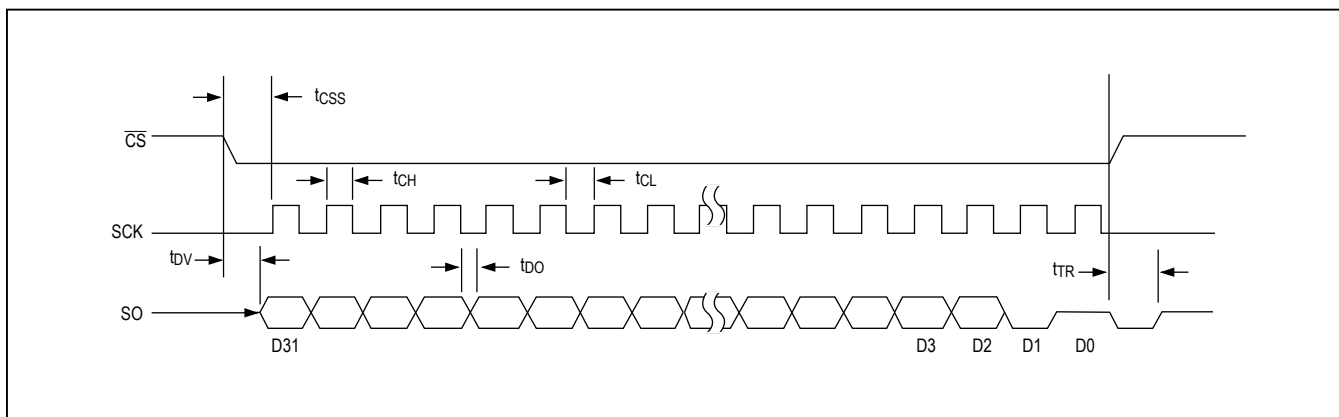 tCSS
CS
tCH
tCL
SCK
tDV
tDO
tTR
SO
D31
D3
D2
D1
D0